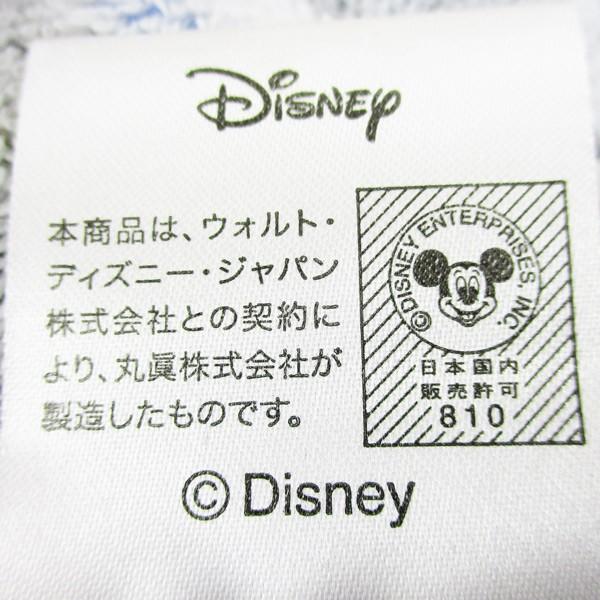 Disney
本商品は、ウォルト・
ディズニー・ジャパン
株式会社との契約に
より、丸眞株式会社が
製造したものです。
©DISNEY ENTERPRISES INC.
日本国内
販売許可
810
© Disney